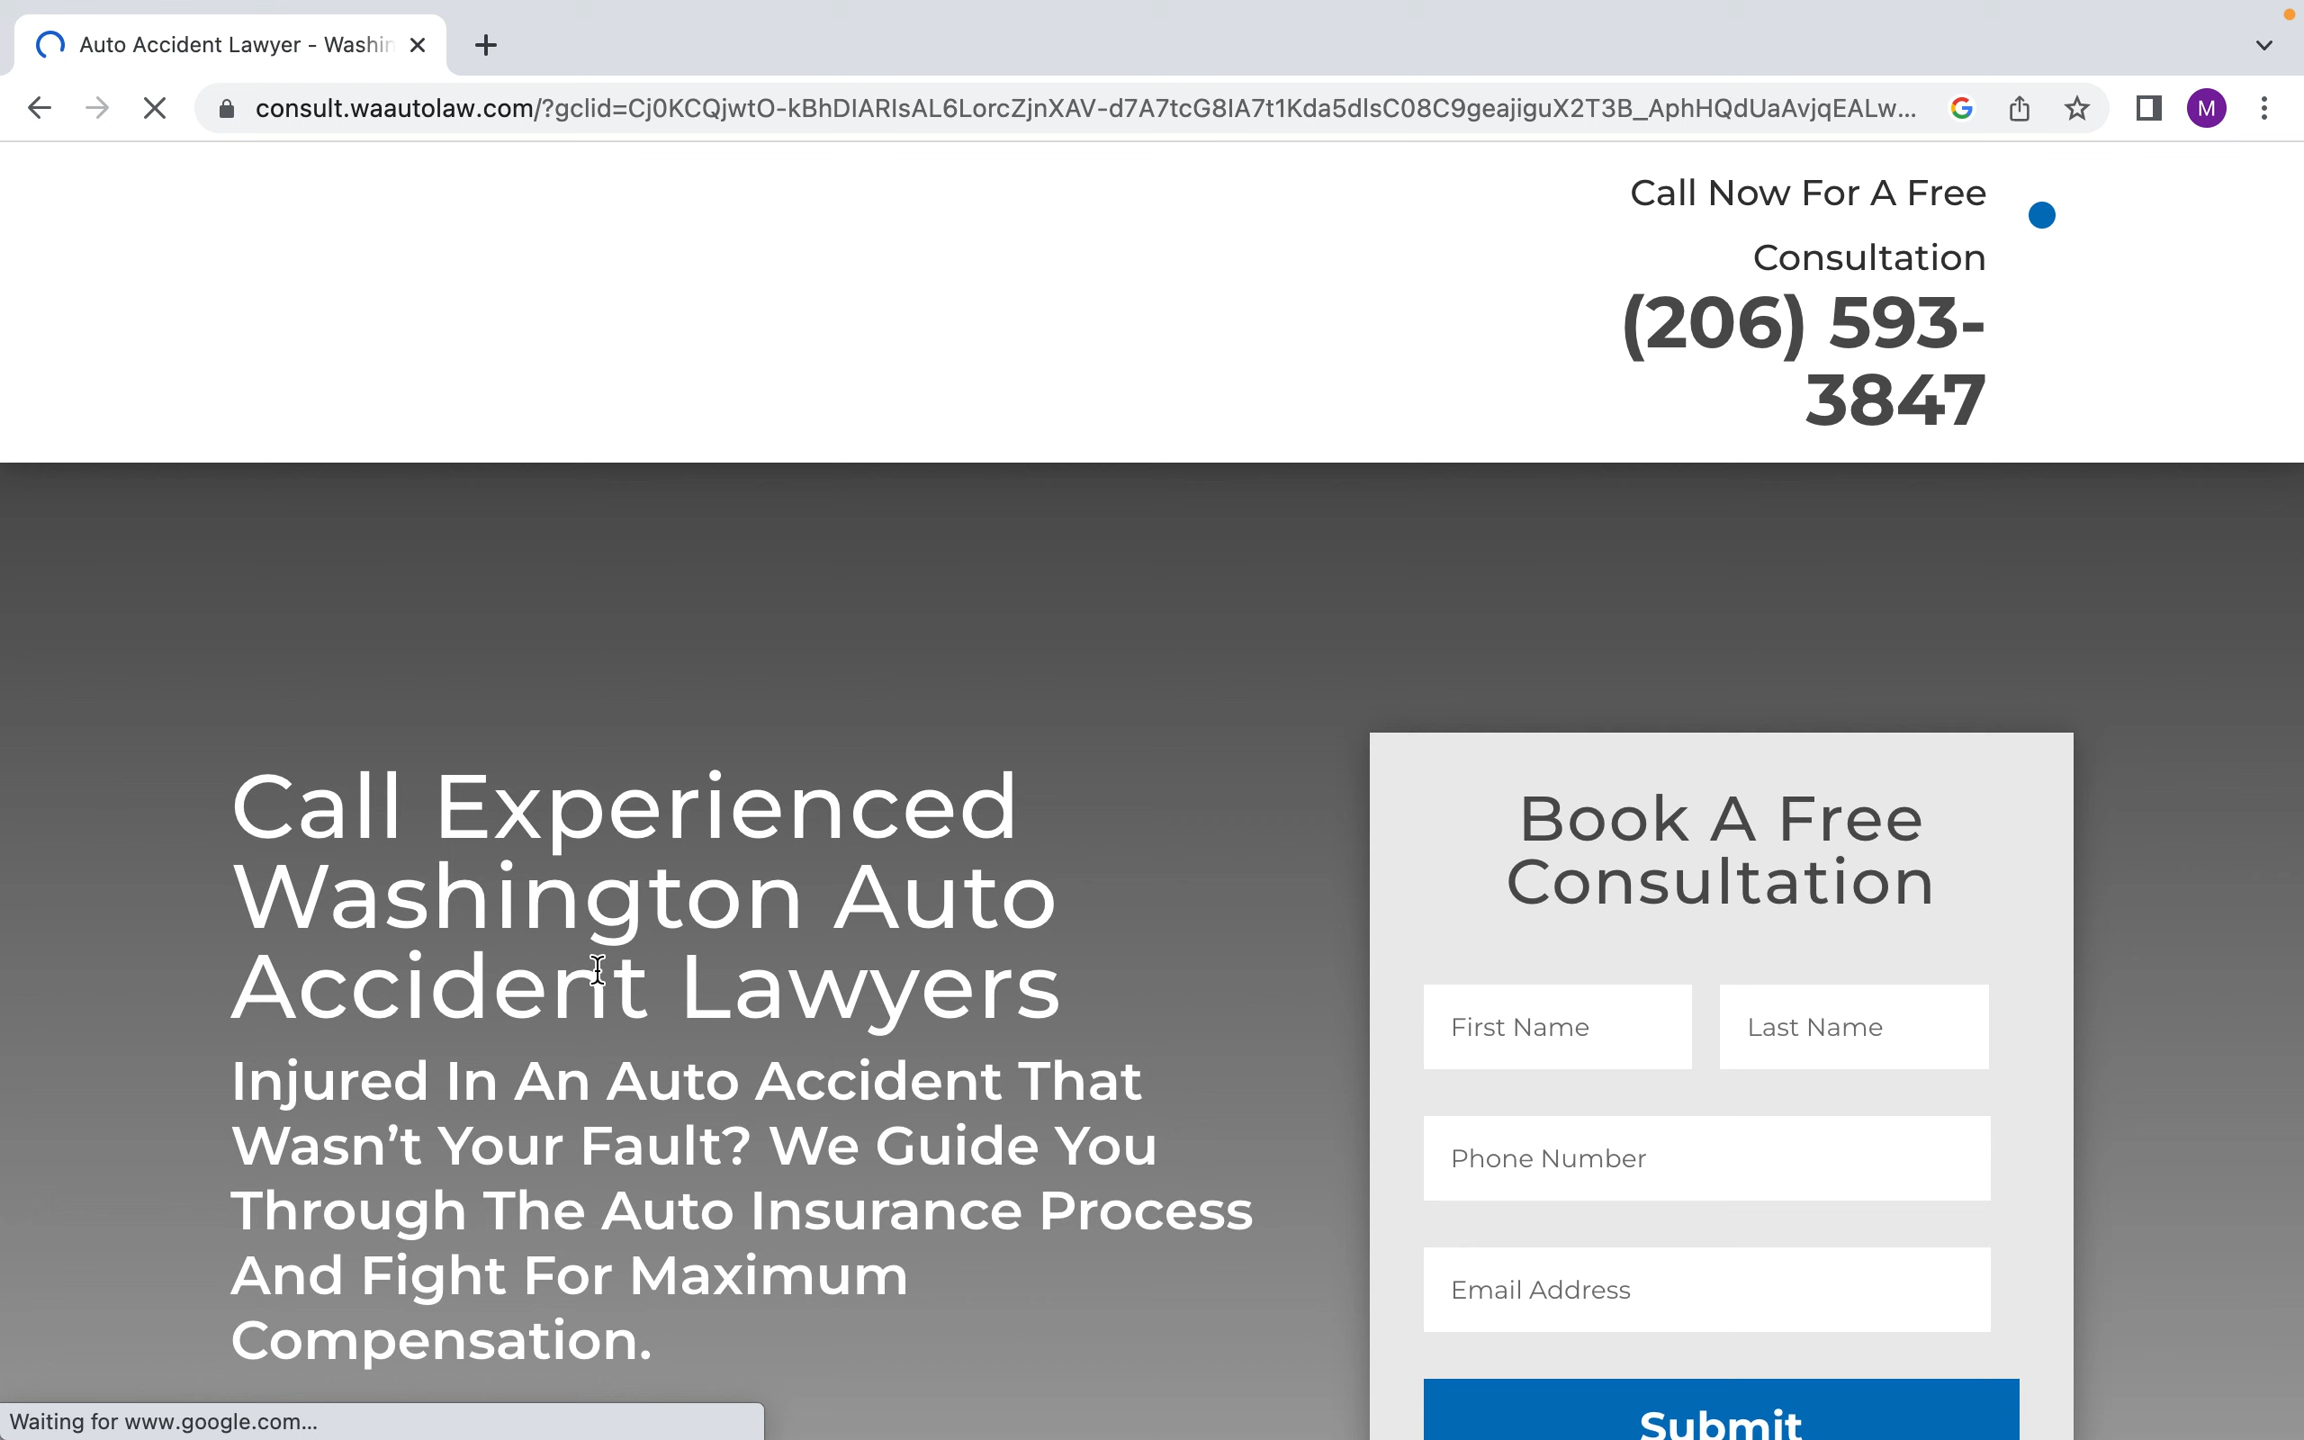 Auto Accident Lawyer - Washin
consult.waautolaw.com/?gclid=Cj0KCQjwtO-kBhDIARIsAL6LorcZjnXAV-d7A7tcG8IA7t1Kda5dlsC08C9geajiguX2T3B_AphHQdUaAvjqEALw...
M
Call Now For A Free
Consultation
(206) 593-
3847
Call Experienced
Washington Auto
Accident Lawyers
Injured In An Auto Accident That
Wasn’t Your Fault? We Guide You
Through The Auto Insurance Process
And Fight For Maximum
Compensation.
Book A Free
Consultation
First Name
Last Name
Phone Number
Email Address
Submit
Waiting for www.google.com...